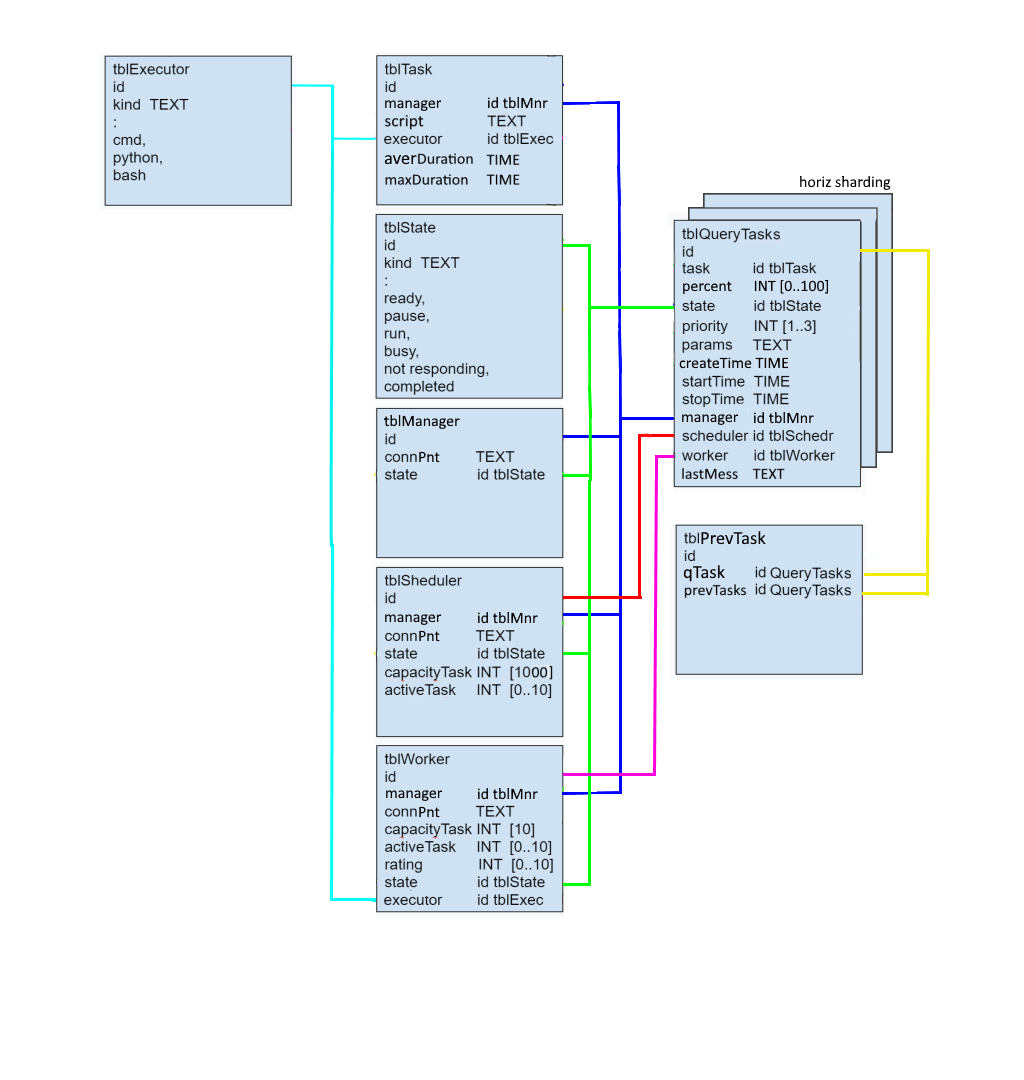 tblExecutor
id
kind TEXT
:
cmd,
python,
bash
tblTask
id
manager id tblMnr
script TEXT
executor id tblExec
averDuration TIME
maxDuration TIME
tblState
id
kind TEXT
:
ready,
pause,
run,
busy,
not responding,
completed
tblManager
id
connPnt TEXT
state id tblState
tblSheduler
id
manager id tblMnr
connPnt TEXT
state id tblState
capacityTask INT [1000]
activeTask INT [0..10]
tblWorker
id
manager id tblMnr
connPnt TEXT
capacityTask INT [10]
activeTask INT [0..10]
rating INT [0..10]
state id tblState
executor id tblExec
horiz sharding
tblQueryTasks
id
task id tblTask
percent INT [0..100]
state id tblState
priority INT [1..3]
params TEXT
createTime TIME
startTime TIME
stopTime TIME
manager id tblMnr
scheduler id tblSchedr
worker id tblWorker
lastMess TEXT
tblPrevTask
id
qTask id QueryTasks
prevTasks id QueryTasks